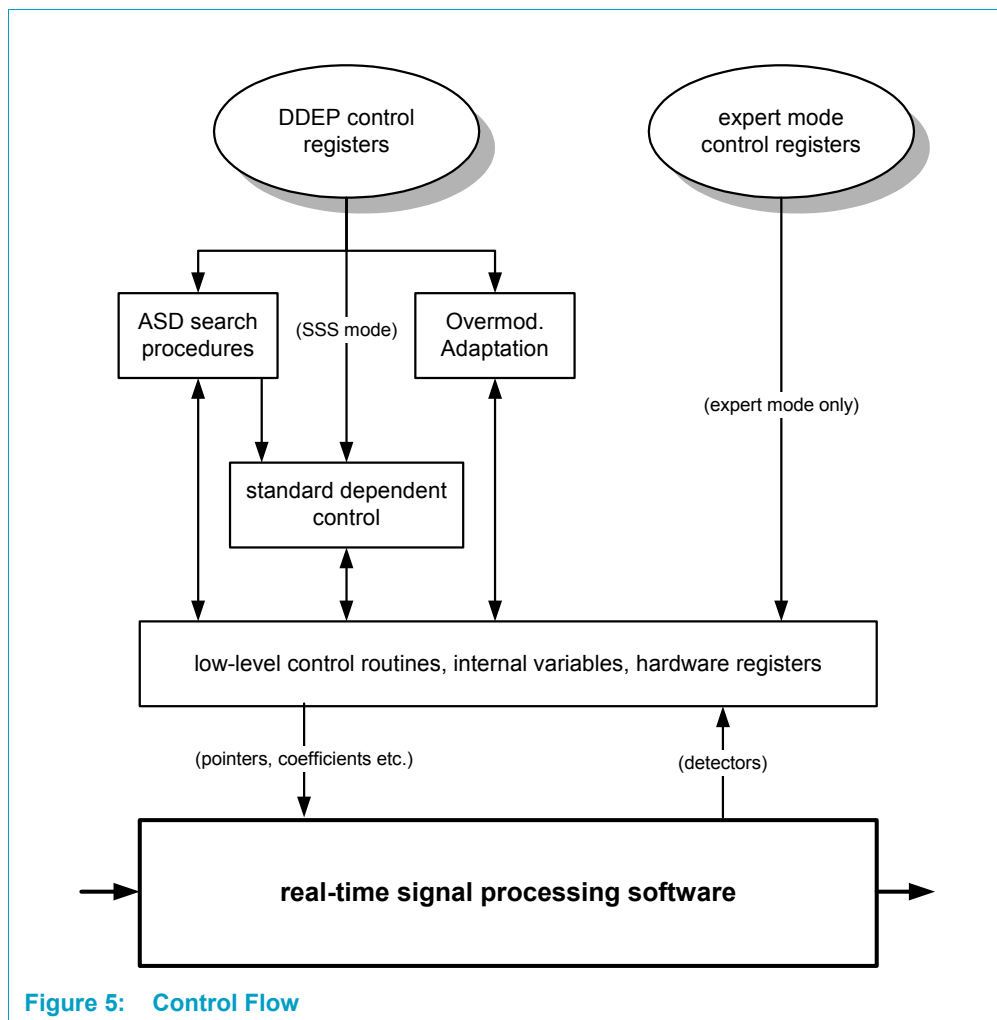 DDEP control
registers
expert mode
control registers
ASD search
procedures
(SSS mode)
Overmod.
Adaptation
(expert mode only)
standard dependent
control
low-level control routines, internal variables, hardware registers
(pointers, coefficients etc.)
(detectors)
real-time signal processing software
Figure 5: Control Flow